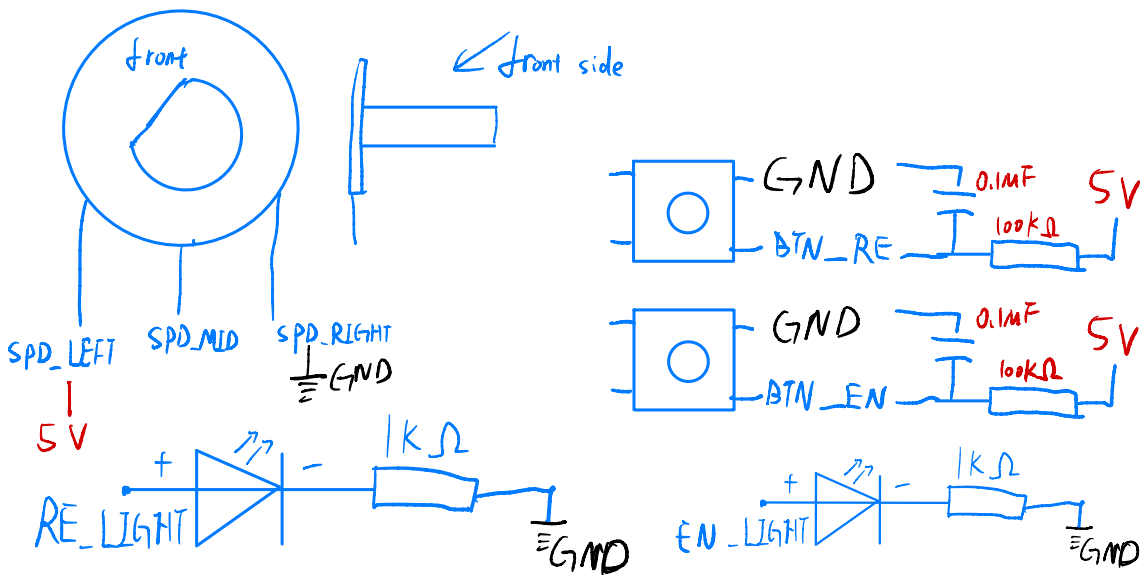 front
front side
GND
0.1MF
5V
100KΩ
BTN_RE
GND
0.1MF
5V
100KΩ
BTN_EN
SPD_LEFT
SPD_MID
SPD_RIGHT
GND
5V
+
-
1KΩ
RE_LIGHT
GND
+
-
1KΩ
EN_LIGHT
GND